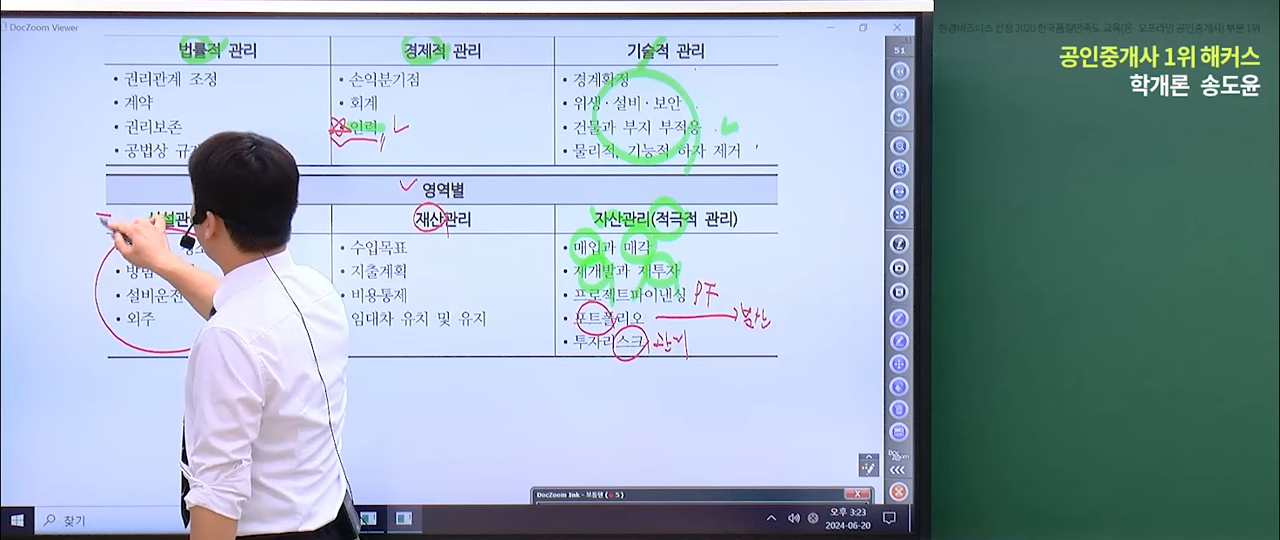 DocZoom Viewer
환경비즈니스 선정 2020 한국품질만족도 교육(온·오프라인 공인중개사) 부문 1위
공인중개사 1위 해커스
학개론 송도윤
51
법률적 관리 경제적 관리 기술적 관리
• 권리관계 조정 • 손익분기점 • 경계확정
• 계약 • 회계 • 위생·설비·보안
• 권리보존 • 인력 • 건물과 부지 부적응
• 공법상 • 물리적, 기능적 하자 제거
영역별
시설관 재산관리 자산관리(적극적 관리)
• 수입목표 • 매입과 매각
• 방범 • 지출계획 • 재개발과 재투자
• 설비운전 • 비용통제 • 프로젝트파이낸싱 PF
• 외주 임대차 유치 및 유지 • 포트폴리오 분산
• 투자리스크 관리
DocZoom Ink - 보통펜 (● 5)
찾기
오후 3:23
2024-06-20